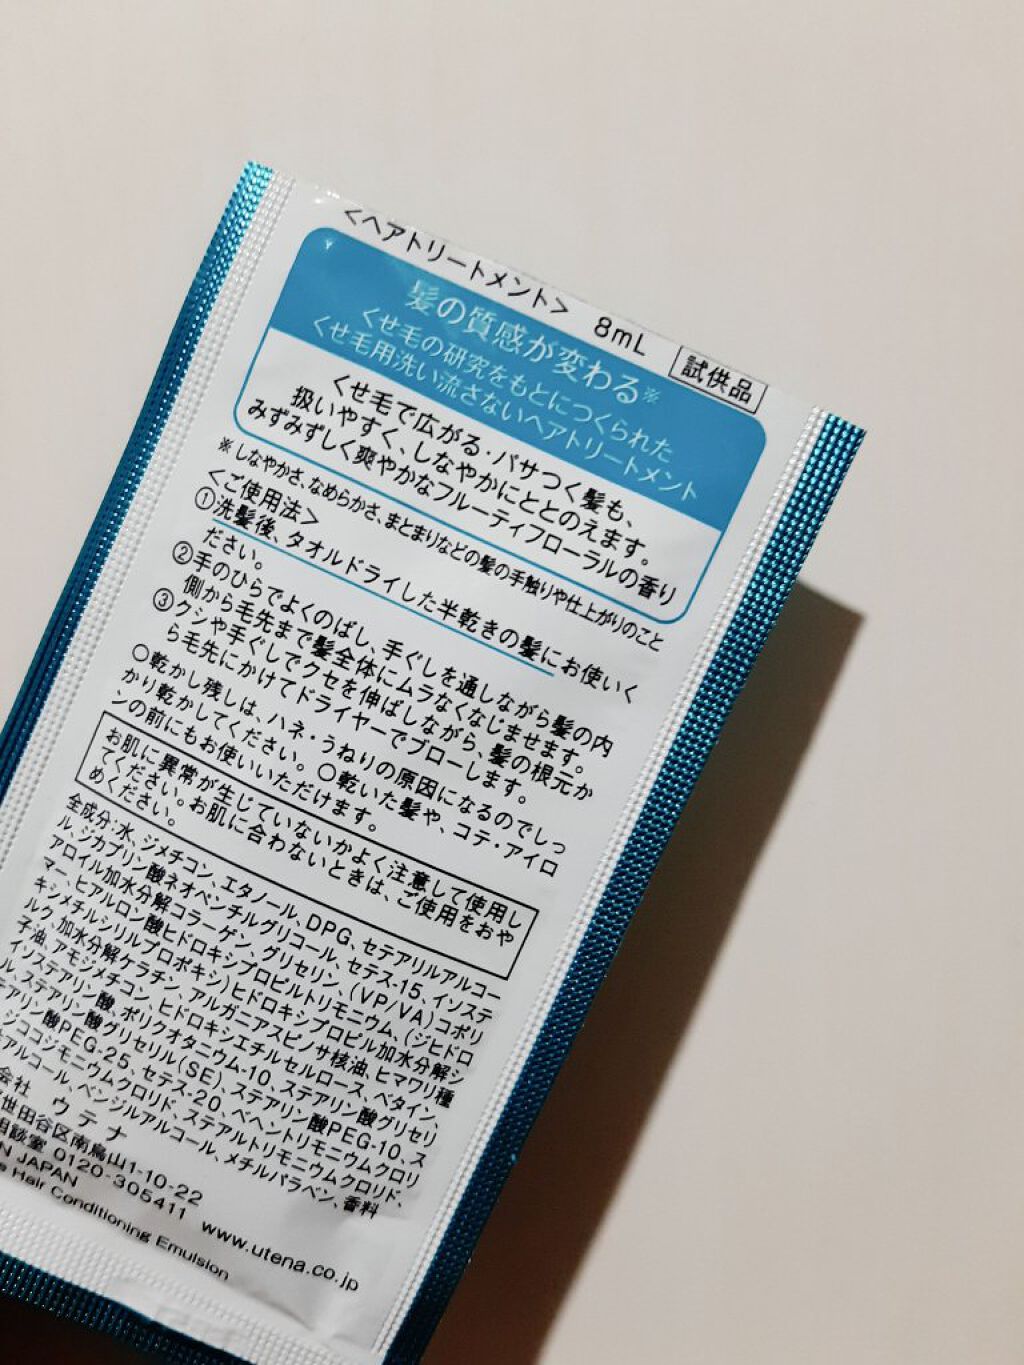 <ヘアトリートメント> 8mL 試供品
髪の質感が変わる※
くせ毛の研究をもとにつくられた
くせ毛用洗い流さないヘアトリートメント
くせ毛で広がる・パサつく髪も、
扱いやすく、しなやかにととのえます。
みずみずしく爽やかなフルーティフローラルの香り
※しなやかさ、なめらかさ、まとまりなどの髪の手触りや仕上がりのこと
<ご使用法>
①洗髪後、タオルドライした半乾きの髪にお使いく
ださい。
②手のひらでよくのばし、手ぐしを通しながら髪の内
側から毛先まで髪全体にムラなくなじませます。
③クシや手ぐしでクセを伸ばしながら、髪の根元か
ら毛先にかけてドライヤーでブローします。
○乾かし残しは、ハネ・うねりの原因になるのでしっ
かり乾かしてください。○乾いた髪や、コテ・アイロ
ンの前にもお使いいただけます。
お肌に異常が生じていないかよく注意して使用し
てください。お肌に合わないときは、ご使用をおや
めください。
全成分・水、ジメチコン、エタノール、DPG、セテアリルアルコー
ル、ジカプリン酸ネオペンチルグリコール、セテス-15、イソステ
アロイル加水分解コラーゲン、グリセリン、(VP/VA)コポリ
マー、ヒアルロン酸ヒドロキシプロピルトリモニウム、(ジヒドロ
キシメチルシリルプロポキシ)ヒドロキシプロピル加水分解シ
ルク、加水分解ケラチン、アルガニアスピノサ核油、ヒマワリ種
子油、アモジメチコン、ヒドロキシエチルセルロース、ベタイン、
イソステアリン酸、ポリクオタニウム-10、ステアリン酸グリセリ
ル、ステアリン酸グリセリル(SE)、ステアリン酸PEG-10、ス
テアリン酸PEG-25、セテス-20、ベヘントリモニウムクロリ
ジココジモニウムクロリド、ステアルトリモニウムクロリド、
アルコール、ベンジルアルコール、メチルパラベン、香料
会社 ウテナ
世田谷区南烏山1-10-22
相談室 0120-305411 www.utena.co.jp
N JAPAN
Hair Conditioning Emulsion